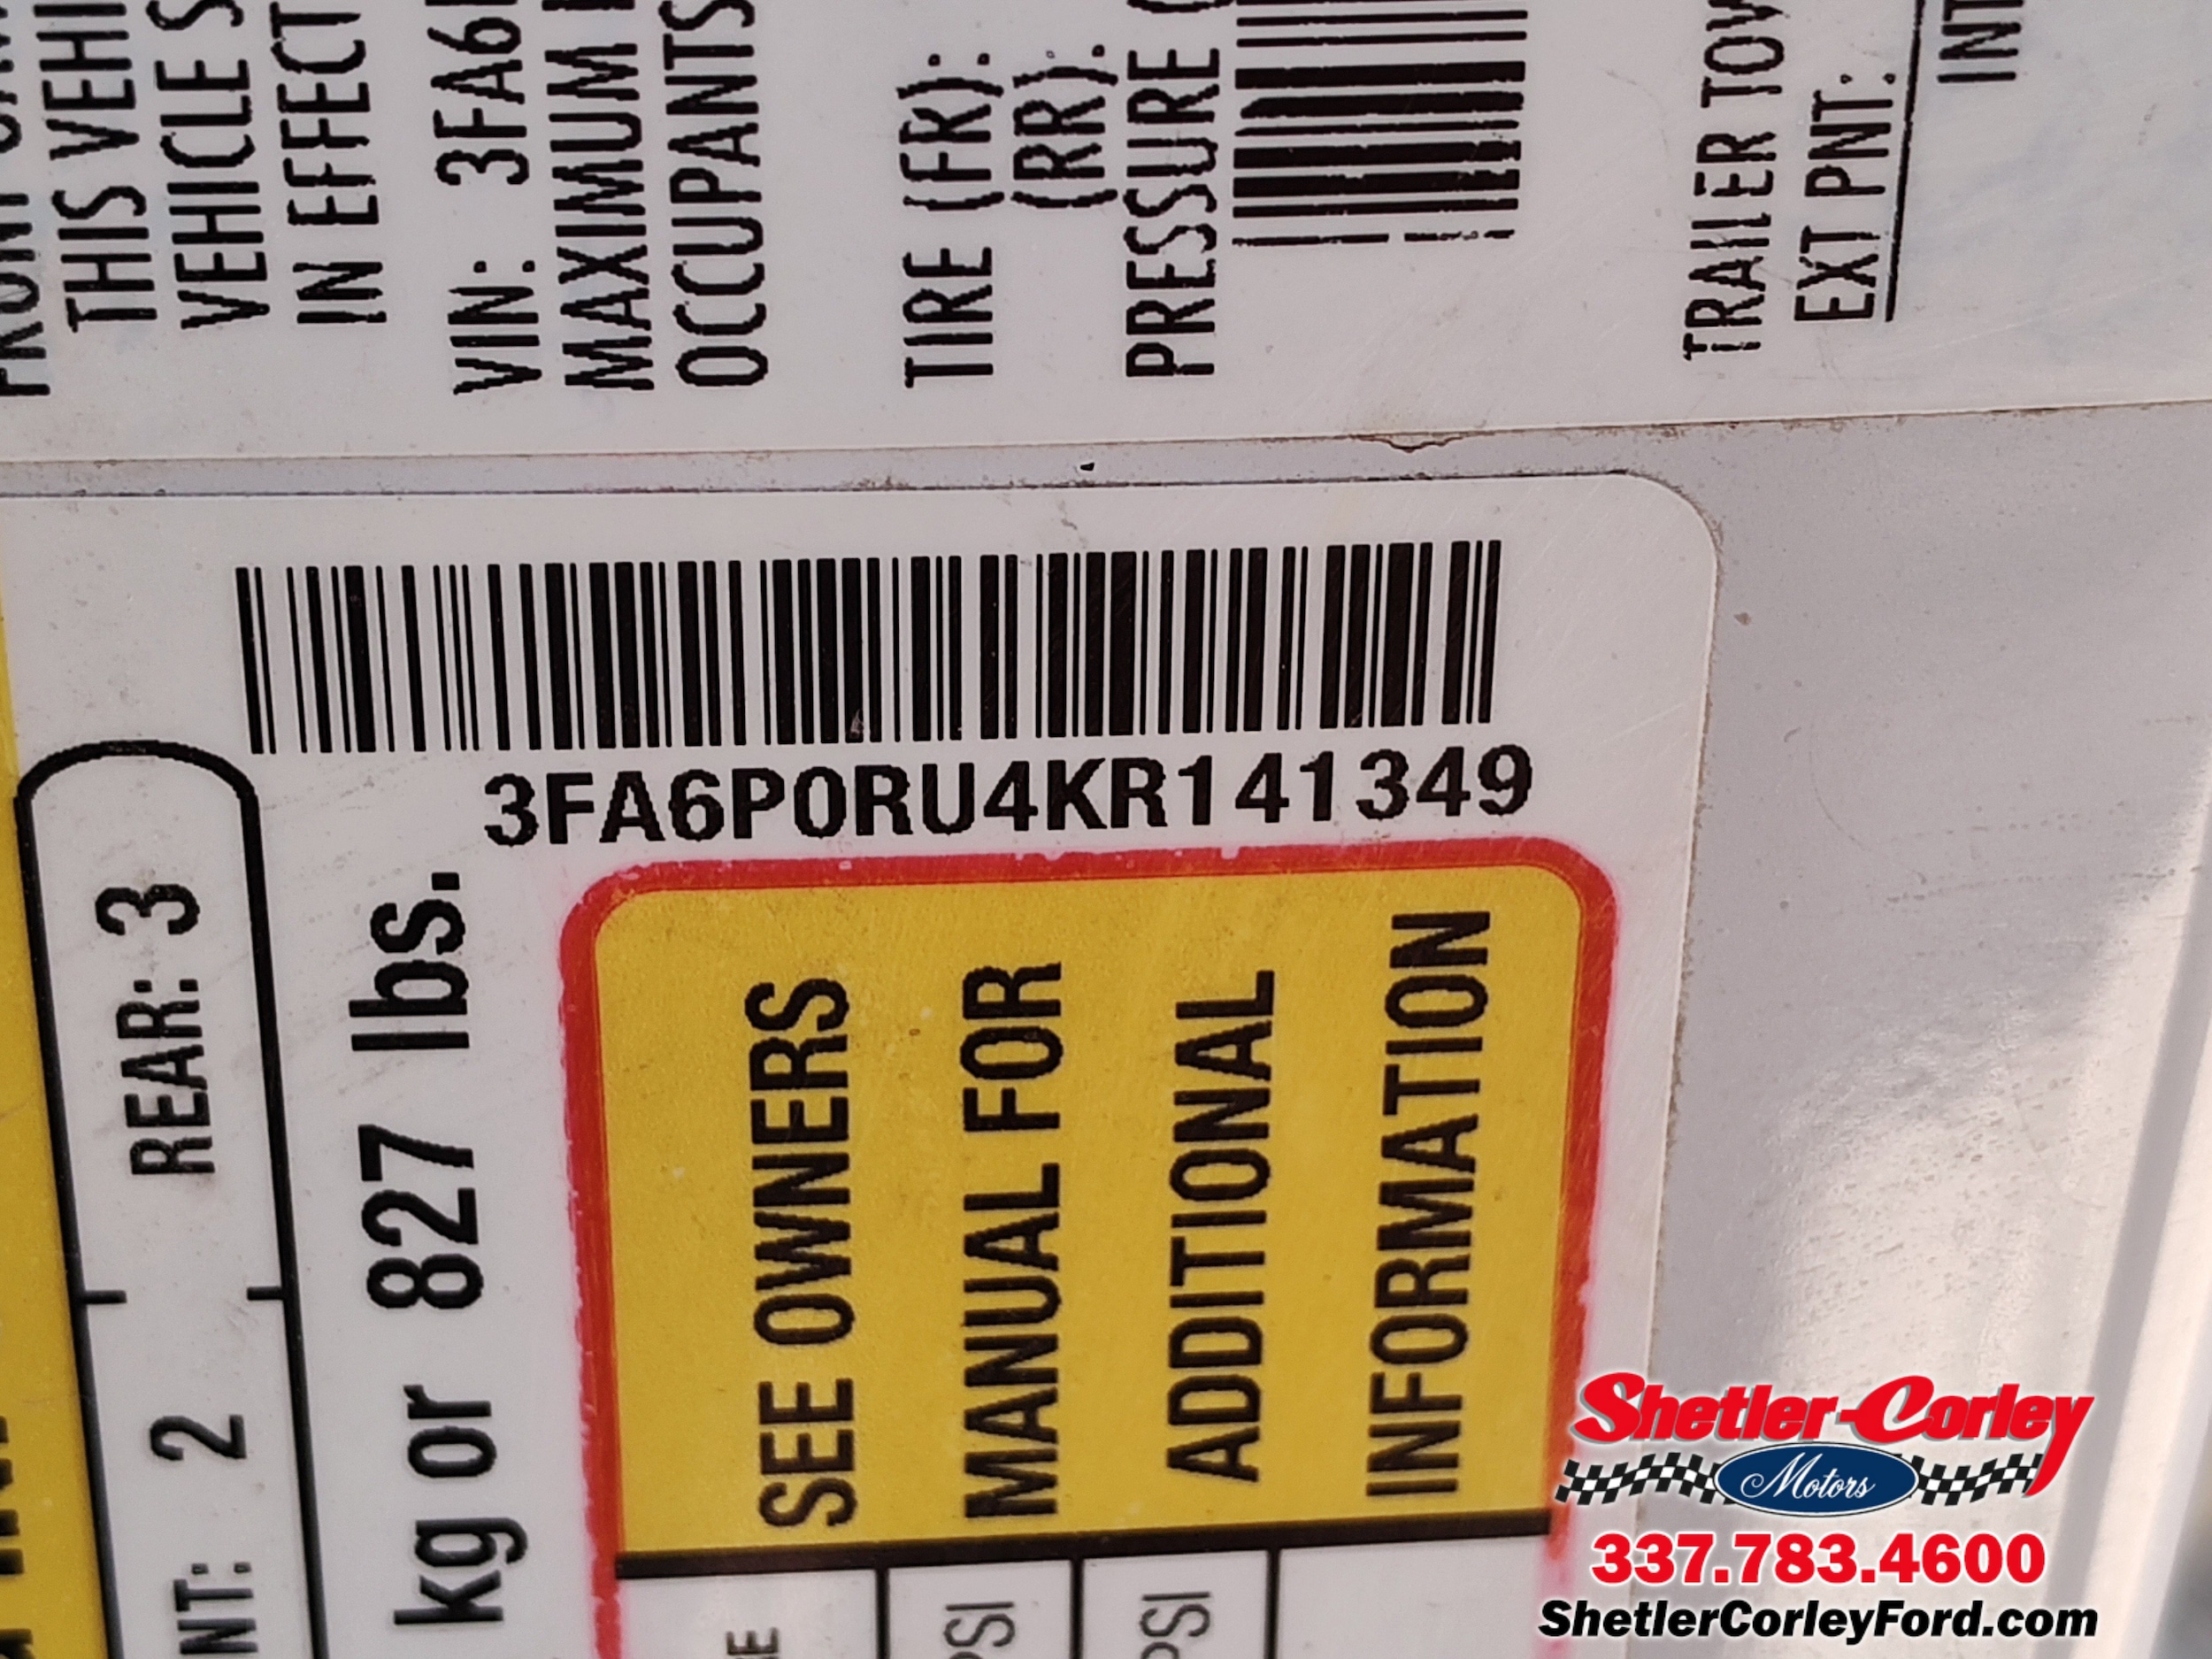 THIS VEHI
VEHICLE S
IN EFFECT
VIN: 3FA6
MAXIMUM
OCCUPANTS
TIRE (FR):
(RR):
PRESSURE (
TRAILER TOW
EXT PNT:
INT
3FA6P0RU4KR141349
NT: 2 REAR: 3
kg or 827 lbs.
SEE OWNERS
MANUAL FOR
ADDITIONAL
INFORMATION
PSI
PSI
Shetler-Corley
Motors
337.783.4600
ShetlerCorleyFord.com